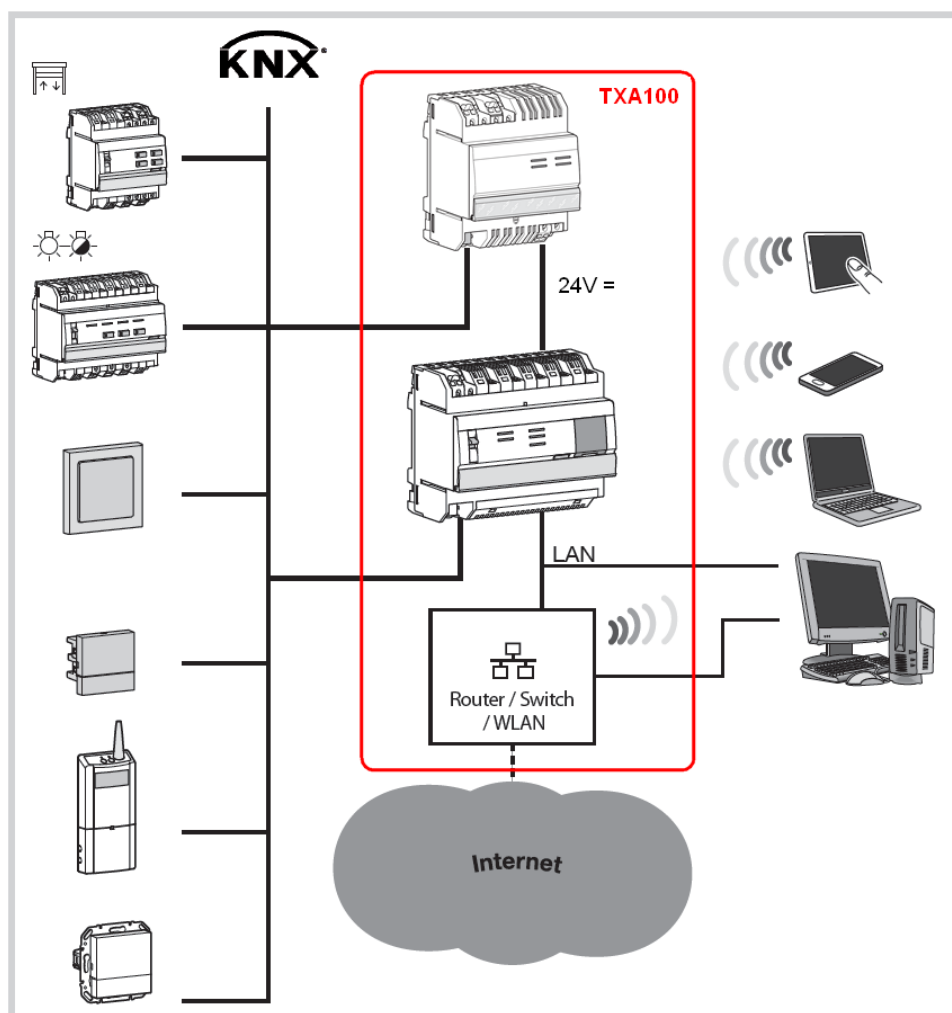 KNX®
TXA100
24V =
LAN
Router / Switch
/ WLAN
Internet